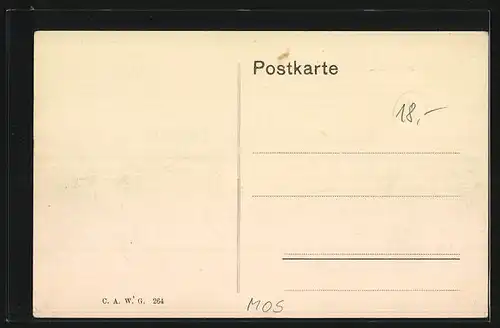 Postkarte
18,-
C. A. W. G. 264
MOS